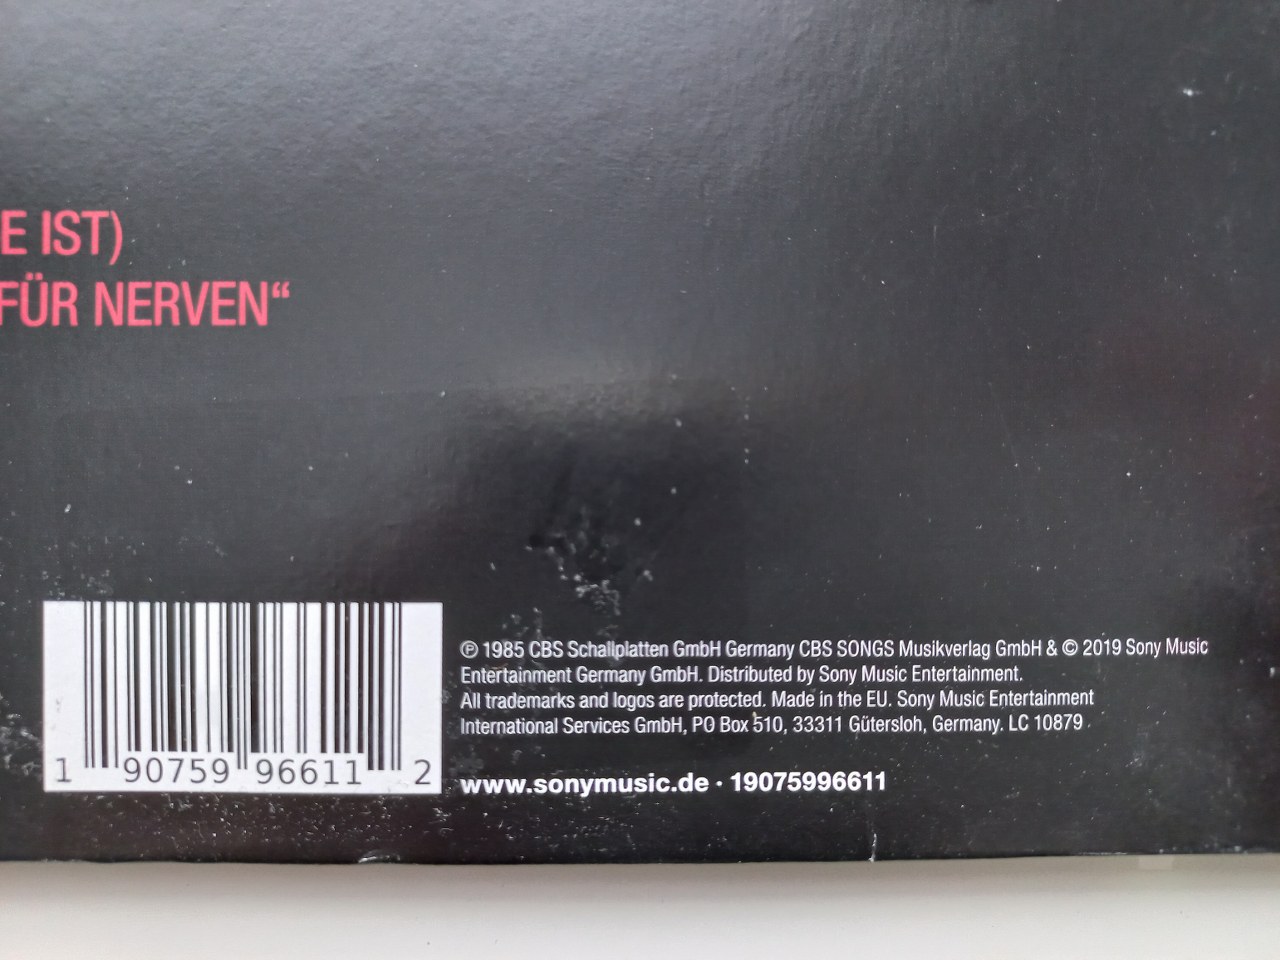 E IST)
FÜR NERVEN“
℗ 1985 CBS Schallplatten GmbH Germany CBS SONGS Musikverlag GmbH & © 2019 Sony Music
Entertainment Germany GmbH. Distributed by Sony Music Entertainment.
All trademarks and logos are protected. Made in the EU. Sony Music Entertainment
International Services GmbH, PO Box 510, 33311 Gütersloh, Germany. LC 10879
www.sonymusic.de · 19075996611
1 90759 96611 2